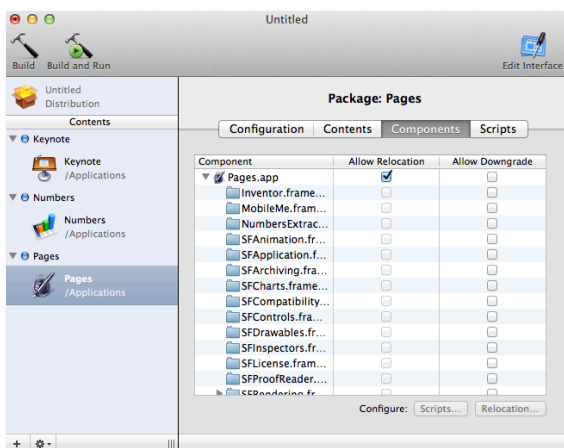 Untitled
Build
Build and Run
Edit Interface
Untitled
Distribution
Contents
Keynote
Keynote
/Applications
Numbers
Numbers
/Applications
Pages
Pages
/Applications
Package: Pages
Configuration Contents Components Scripts
Component Allow Relocation Allow Downgrade
Pages.app
Inventor.frame...
MobileMe.fram...
NumbersExtrac...
SFAnimation.fr...
SFApplication.f...
SFArchiving.fra...
SFCharts.frame...
SFCompatibility...
SFControls.fra...
SFDrawables.fr...
SFInspectors.fr...
SFLicense.fram...
SFProofReader....
SFRendering.fr...
Configure: Scripts... Relocation...